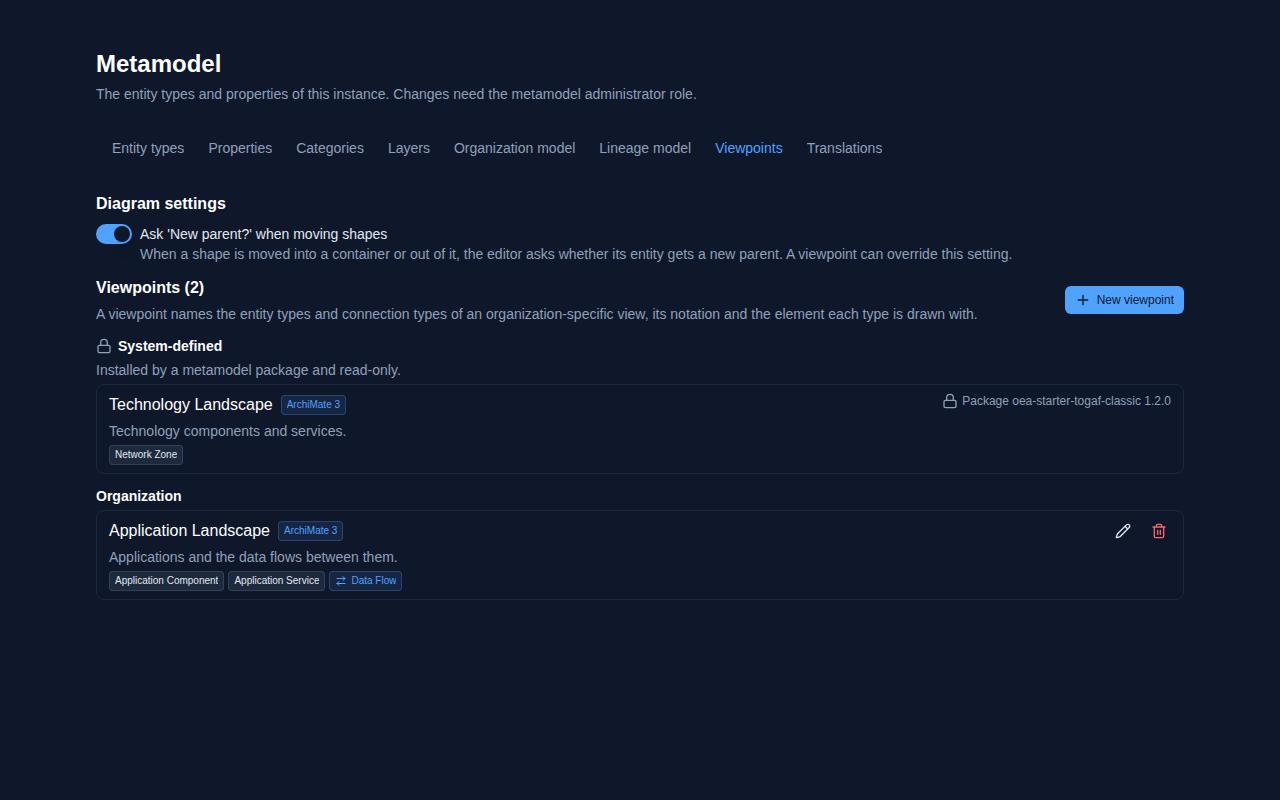 Metamodel
The entity types and properties of this instance. Changes need the metamodel administrator role.
Entity types Properties Categories Layers Organization model Lineage model Viewpoints Translations
Diagram settings
Ask 'New parent?' when moving shapes
When a shape is moved into a container or out of it, the editor asks whether its entity gets a new parent. A viewpoint can override this setting.
Viewpoints (2)
New viewpoint
A viewpoint names the entity types and connection types of an organization-specific view, its notation and the element each type is drawn with.
System-defined
Installed by a metamodel package and read-only.
Technology Landscape ArchiMate 3 Package oea-starter-togaf-classic 1.2.0
Technology components and services.
Network Zone
Organization
Application Landscape ArchiMate 3
Applications and the data flows between them.
Application Component Application Service Data Flow